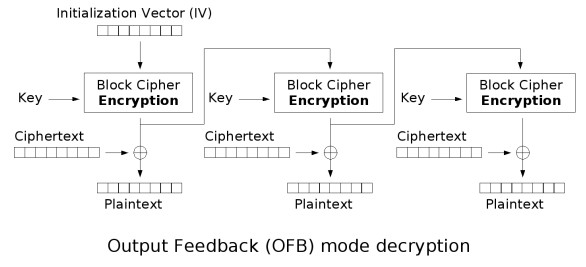 Initialization Vector (IV)
Key
Block Cipher
Encryption
Key
Block Cipher
Encryption
Key
Block Cipher
Encryption
Ciphertext
Ciphertext
Ciphertext
Plaintext
Plaintext
Plaintext
Output Feedback (OFB) mode decryption